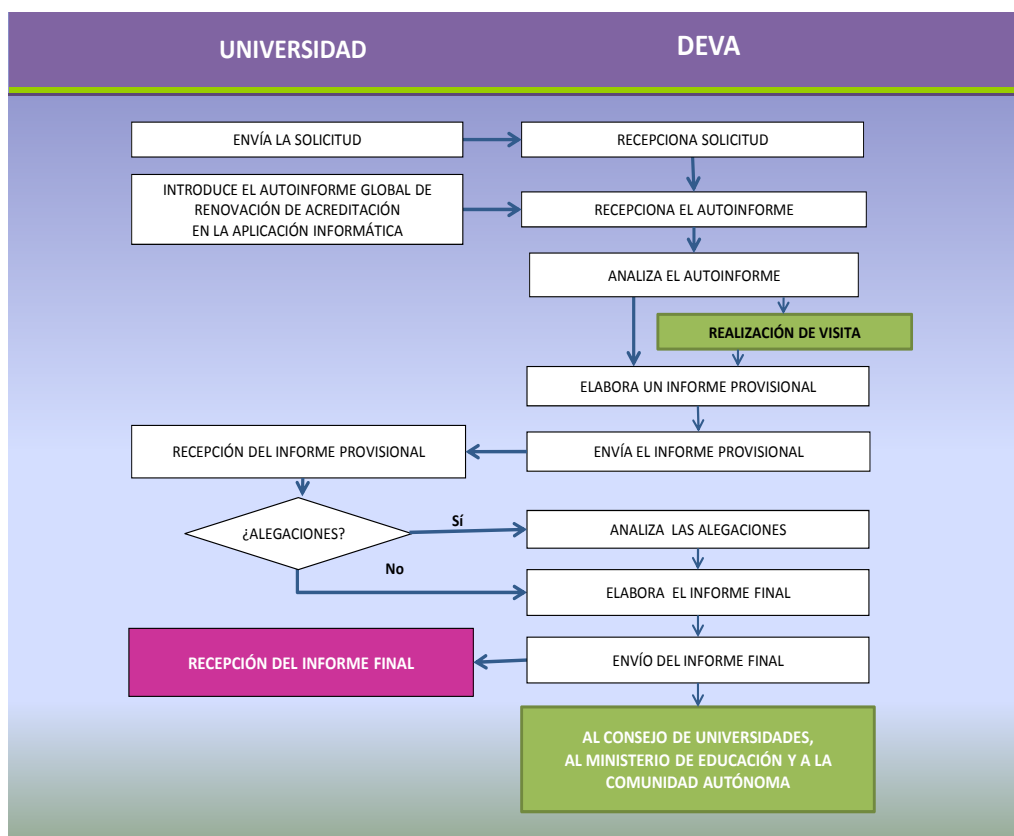 UNIVERSIDAD
DEVA
ENVÍA LA SOLICITUD
RECEPCIONA SOLICITUD
INTRODUCE EL AUTOINFORME GLOBAL DE
RENOVACIÓN DE ACREDITACIÓN
EN LA APLICACIÓN INFORMÁTICA
RECEPCIONA EL AUTOINFORME
ANALIZA EL AUTOINFORME
REALIZACIÓN DE VISITA
ELABORA UN INFORME PROVISIONAL
RECEPCIÓN DEL INFORME PROVISIONAL
ENVÍA EL INFORME PROVISIONAL
¿ALEGACIONES?
Sí
ANALIZA LAS ALEGACIONES
No
ELABORA EL INFORME FINAL
RECEPCIÓN DEL INFORME FINAL
ENVÍO DEL INFORME FINAL
AL CONSEJO DE UNIVERSIDADES,
AL MINISTERIO DE EDUCACIÓN Y A LA
COMUNIDAD AUTÓNOMA